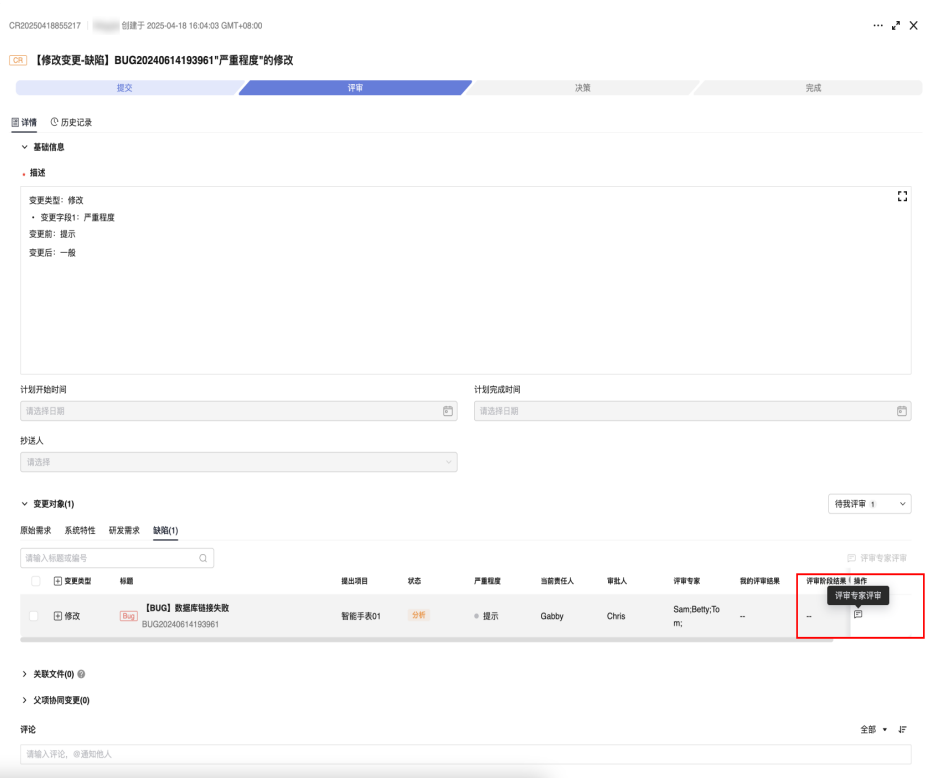 CR20250418855217 创建于 2025-04-18 16:04:03 GMT+08:00
CR 【修改变更-缺陷】BUG20240614193961"严重程度"的修改
提交 评审 决策 完成
详情 历史记录
基础信息
描述
变更类型：修改
• 变更字段1：严重程度
变更前：提示
变更后：一般
计划开始时间 计划完成时间
请选择日期 请选择日期
抄送人
请选择
变更对象(1) 待我评审 1
原始需求 系统特性 研发需求 缺陷(1)
请输入标题或编号 评审专家评审
变更类型 标题 提出项目 状态 严重程度 当前责任人 审批人 评审专家 我的评审结果 评审阶段结果 操作
评审专家评审
修改 Bug 【BUG】数据库链接失败 智能手表01 分析 提示 Gabby Chris Sam;Betty;To -- --
BUG20240614193961 m;
关联文件(0)
父项协同变更(0)
评论 全部
请输入评论，@通知他人